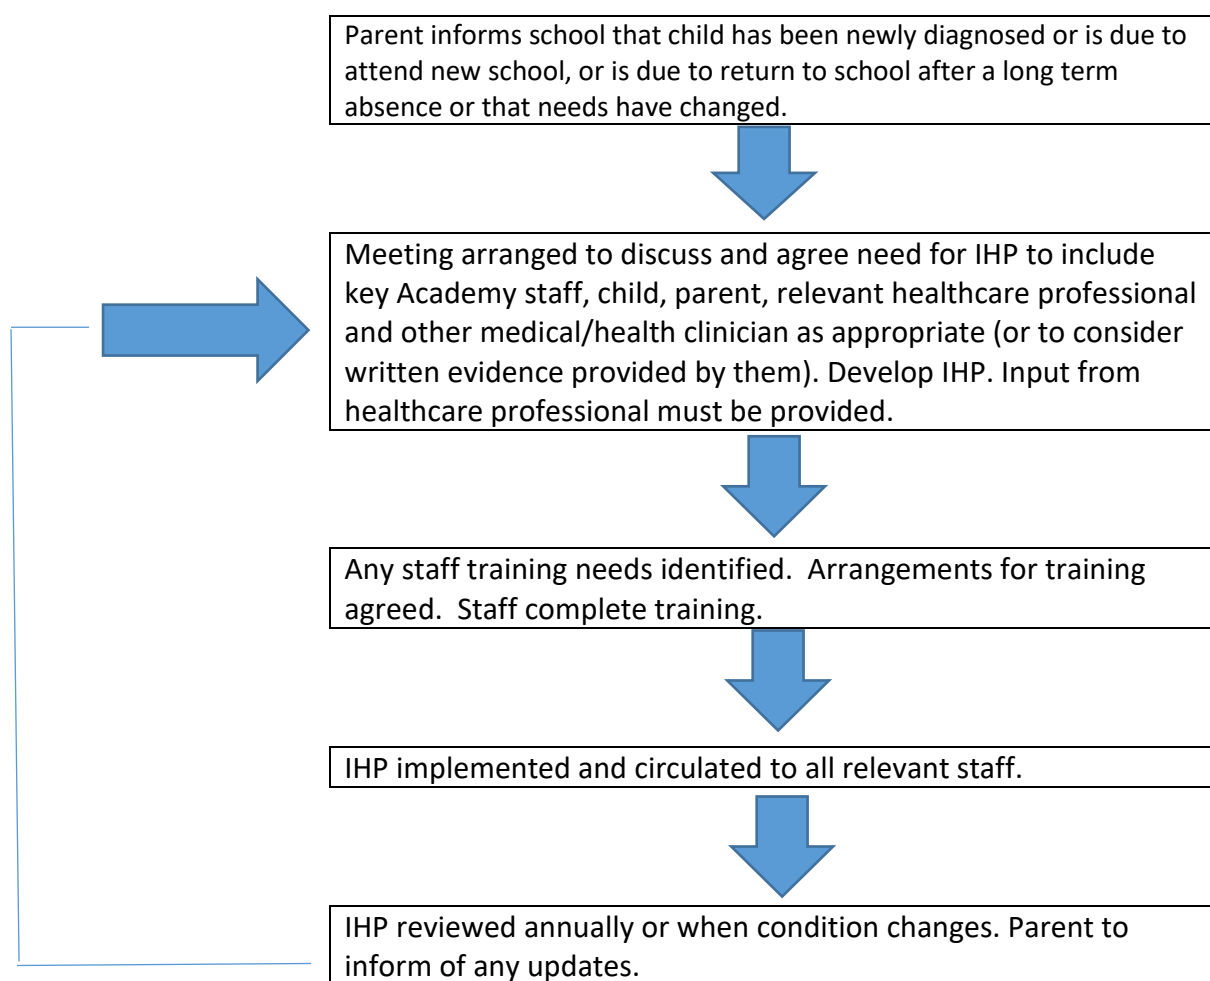 Parent informs school that child has been newly diagnosed or is due to
attend new school, or is due to return to school after a long term
absence or that needs have changed.
Meeting arranged to discuss and agree need for IHP to include
key Academy staff, child, parent, relevant healthcare professional
and other medical/health clinician as appropriate (or to consider
written evidence provided by them). Develop IHP. Input from
healthcare professional must be provided.
Any staff training needs identified.  Arrangements for training
agreed.  Staff complete training.
IHP implemented and circulated to all relevant staff.
IHP reviewed annually or when condition changes. Parent to
inform of any updates.